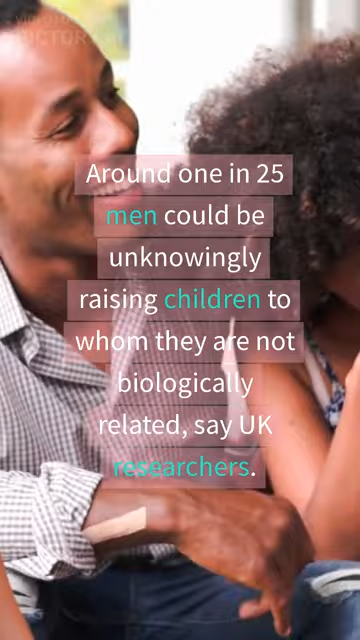 Around one in 25
men could be
unknowingly
raising children to
whom they are not
biologically
related, say UK
researchers.